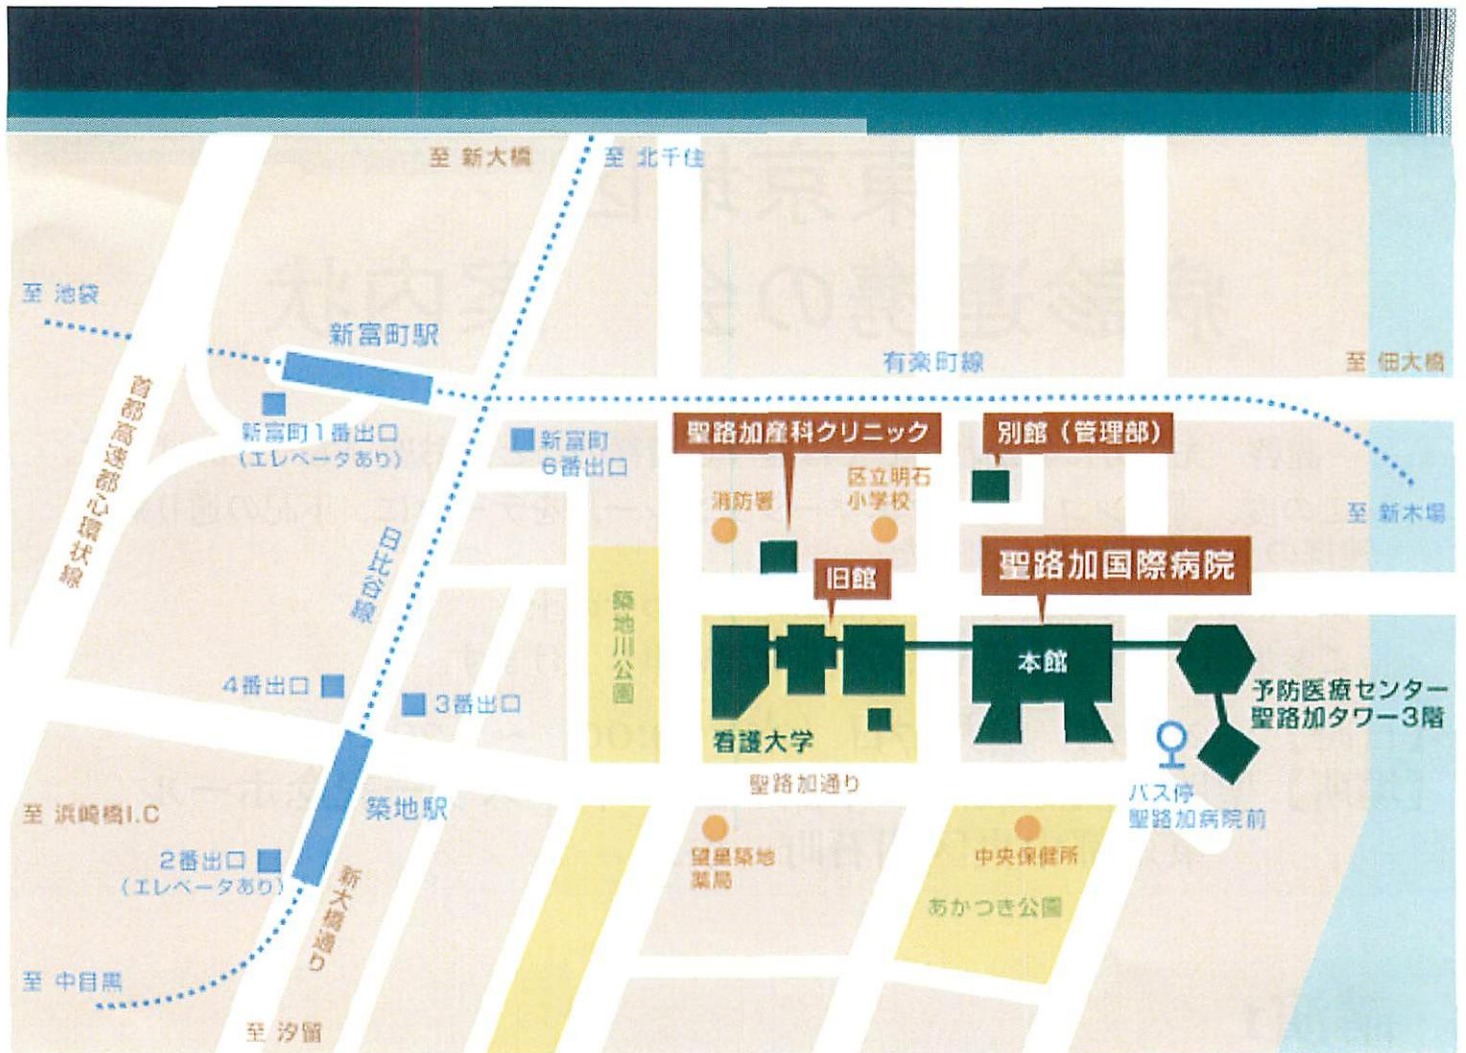 至 新大橋
至 北千住
至 池袋
新富町駅
有楽町線
至 佃大橋
首都高速都心環状線
新富町1番出口
(エレベータあり)
新富町
6番出口
聖路加産科クリニック
別館（管理部）
消防署
区立明石
小学校
至 新木場
日比谷線
旧館
聖路加国際病院
築地川公園
本館
4番出口
3番出口
予防医療センター
聖路加タワー3階
看護大学
聖路加通り
バス停
聖路加病院前
至 浜崎橋I.C
築地駅
2番出口
(エレベータあり)
新大橋通り
望星築地
薬局
中央保健所
あかつき公園
至 中目黒
至 汐留